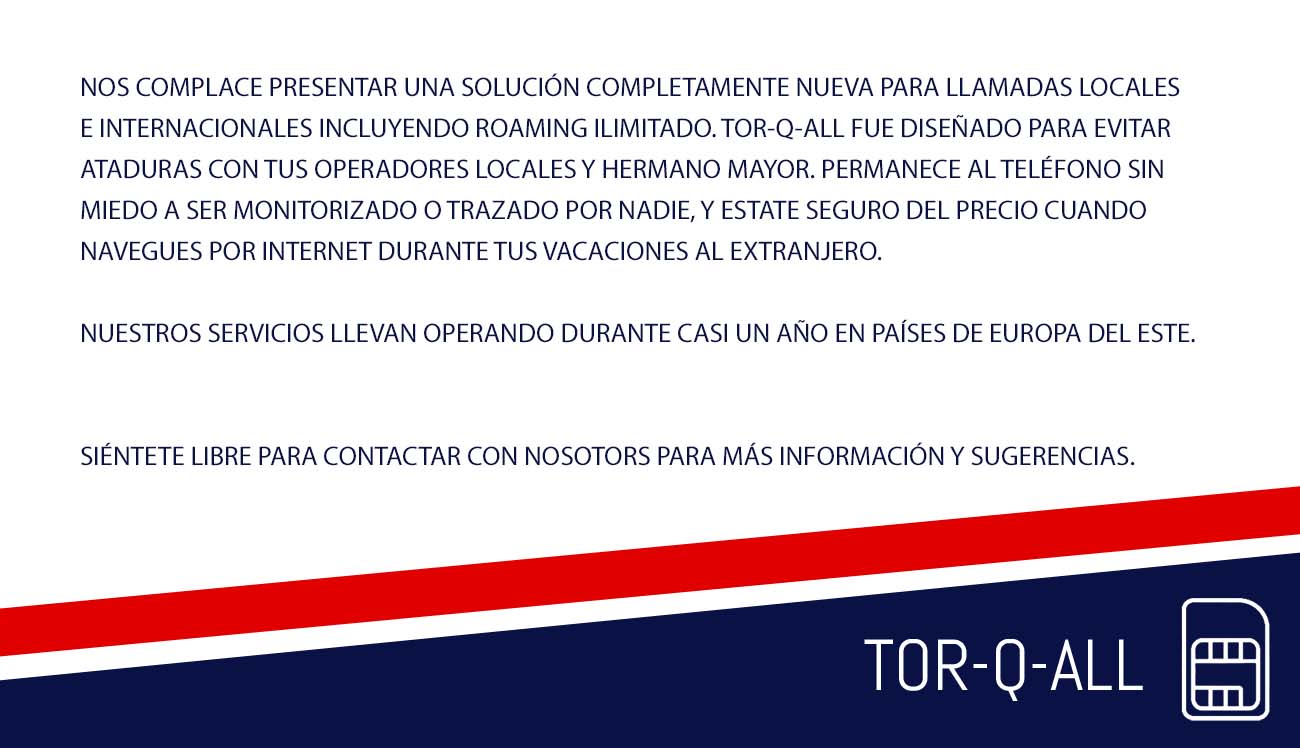 NOS COMPLACE PRESENTAR UNA SOLUCIÓN COMPLETAMENTE NUEVA PARA LLAMADAS LOCALES
E INTERNACIONALES INCLUYENDO ROAMING ILIMITADO. TOR-Q-ALL FUE DISEÑADO PARA EVITAR
ATADURAS CON TUS OPERADORES LOCALES Y HERMANO MAYOR. PERMANECE AL TELÉFONO SIN
MIEDO A SER MONITORIZADO O TRAZADO POR NADIE, Y ESTATE SEGURO DEL PRECIO CUANDO
NAVEGUES POR INTERNET DURANTE TUS VACACIONES AL EXTRANJERO.
NUESTROS SERVICIOS LLEVAN OPERANDO DURANTE CASI UN AÑO EN PAÍSES DE EUROPA DEL ESTE.
SIÉNTETE LIBRE PARA CONTACTAR CON NOSOTORS PARA MÁS INFORMACIÓN Y SUGERENCIAS.
TOR-Q-ALL